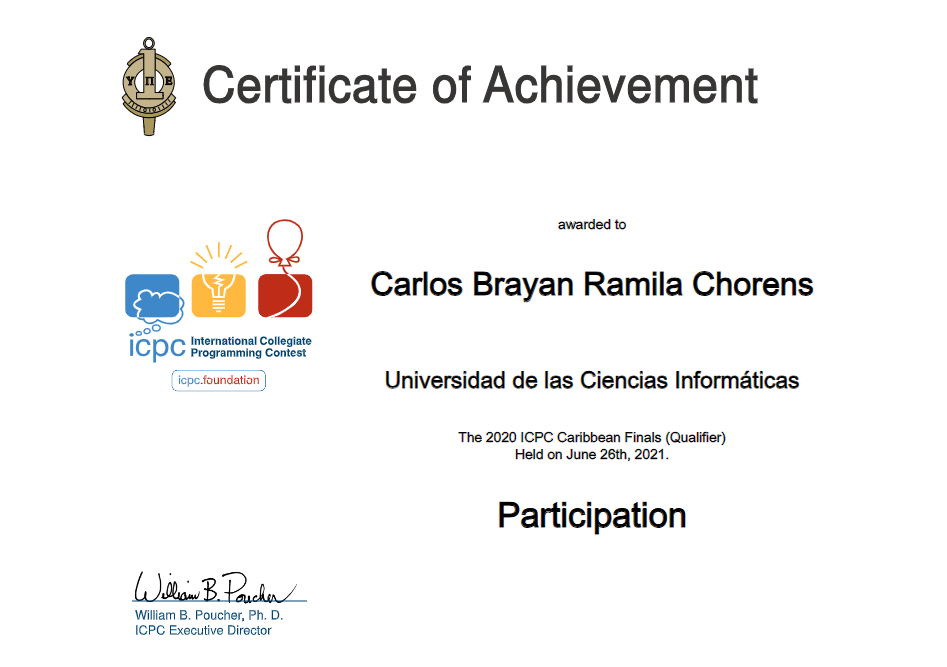 Certificate of Achievement
Υ Π Ε
awarded to
Carlos Brayan Ramila Chorens
icpc International Collegiate
Programming Contest
icpc.foundation
Universidad de las Ciencias Informáticas
The 2020 ICPC Caribbean Finals (Qualifier)
Held on June 26th, 2021.
Participation
William B. Poucher
William B. Poucher, Ph. D.
ICPC Executive Director